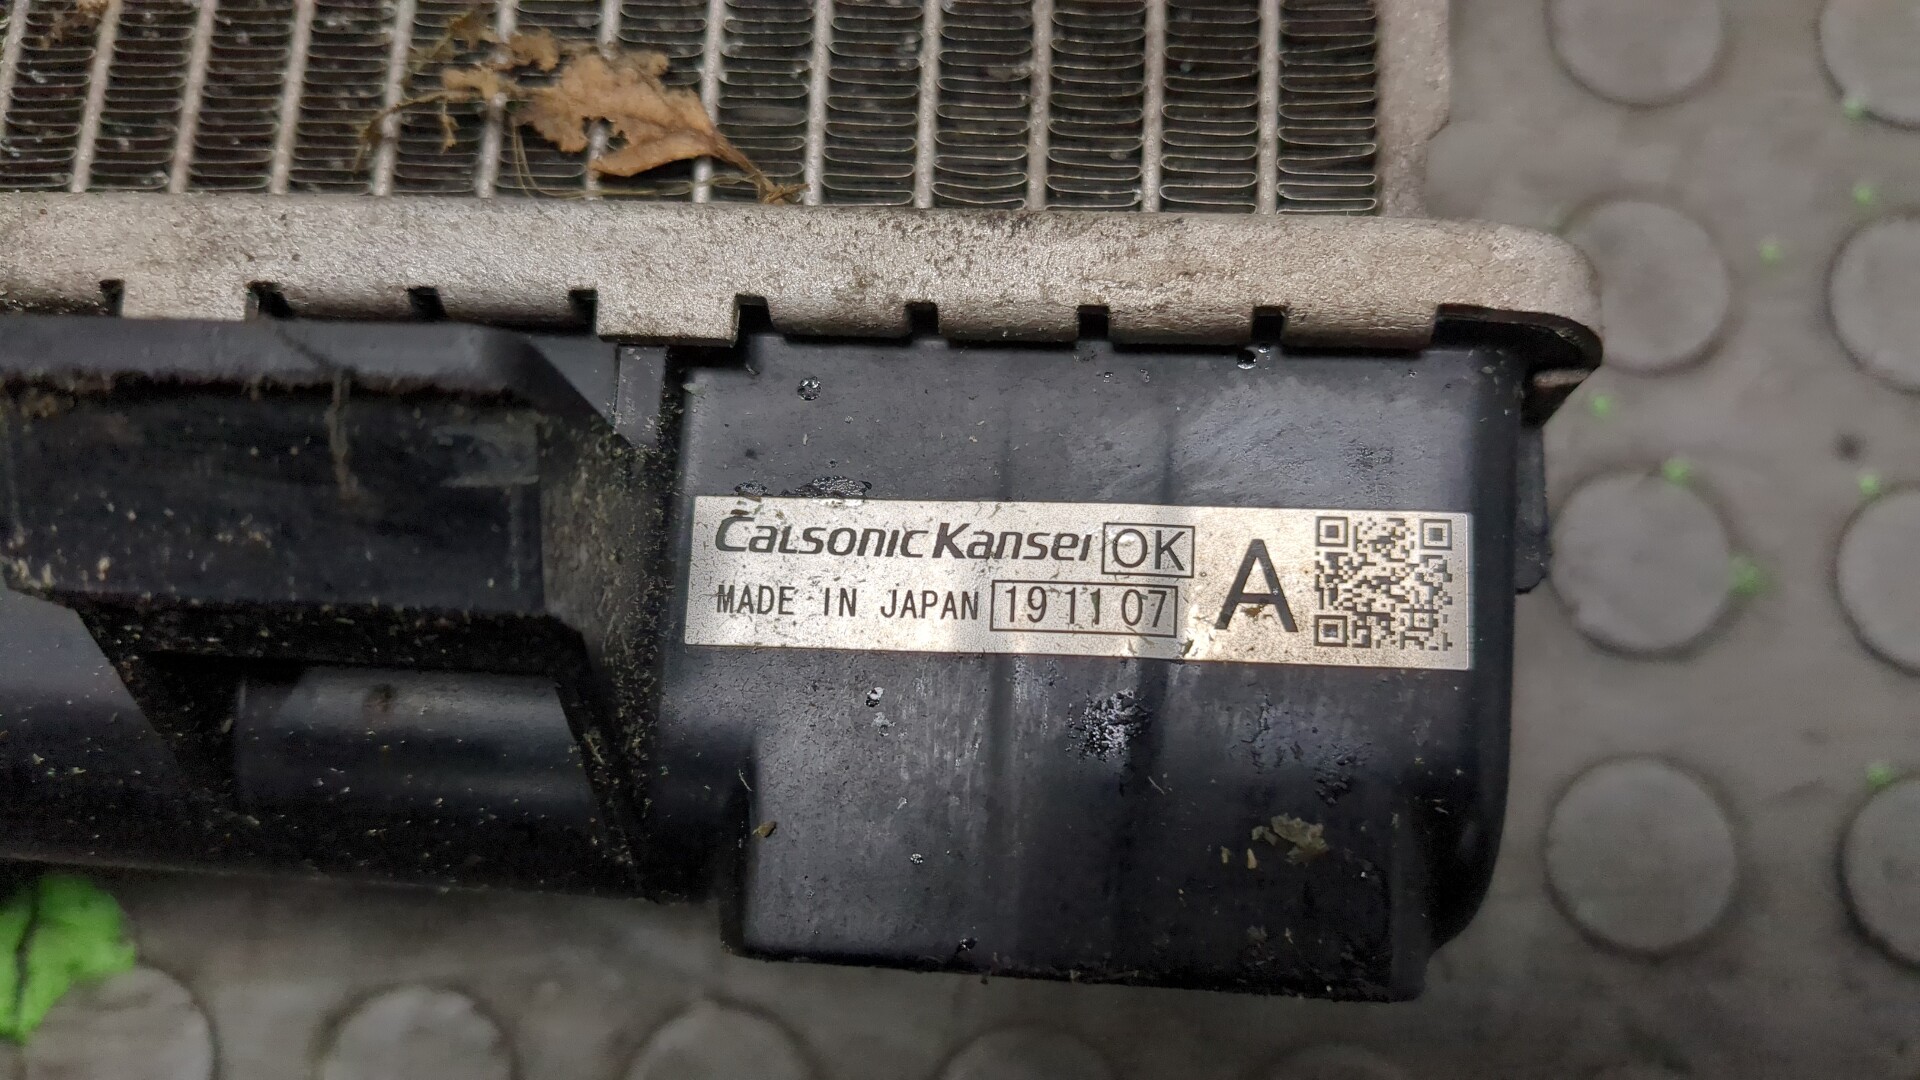 CalsonicKansei OK
MADE IN JAPAN 19 11 07
A